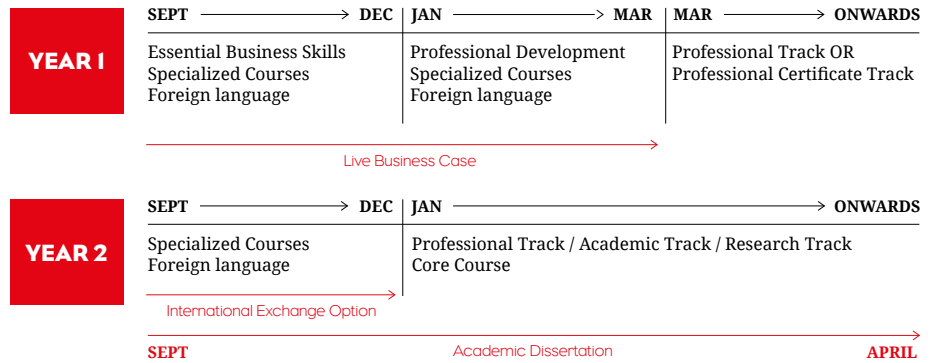 YEAR 1
SEPT DEC JAN MAR MAR ONWARDS
Essential Business Skills
Specialized Courses
Foreign language
Professional Development
Specialized Courses
Foreign language
Professional Track OR
Professional Certificate Track
Live Business Case
YEAR 2
SEPT DEC JAN ONWARDS
Specialized Courses
Foreign language
Professional Track / Academic Track / Research Track
Core Course
International Exchange Option
SEPT Academic Dissertation APRIL